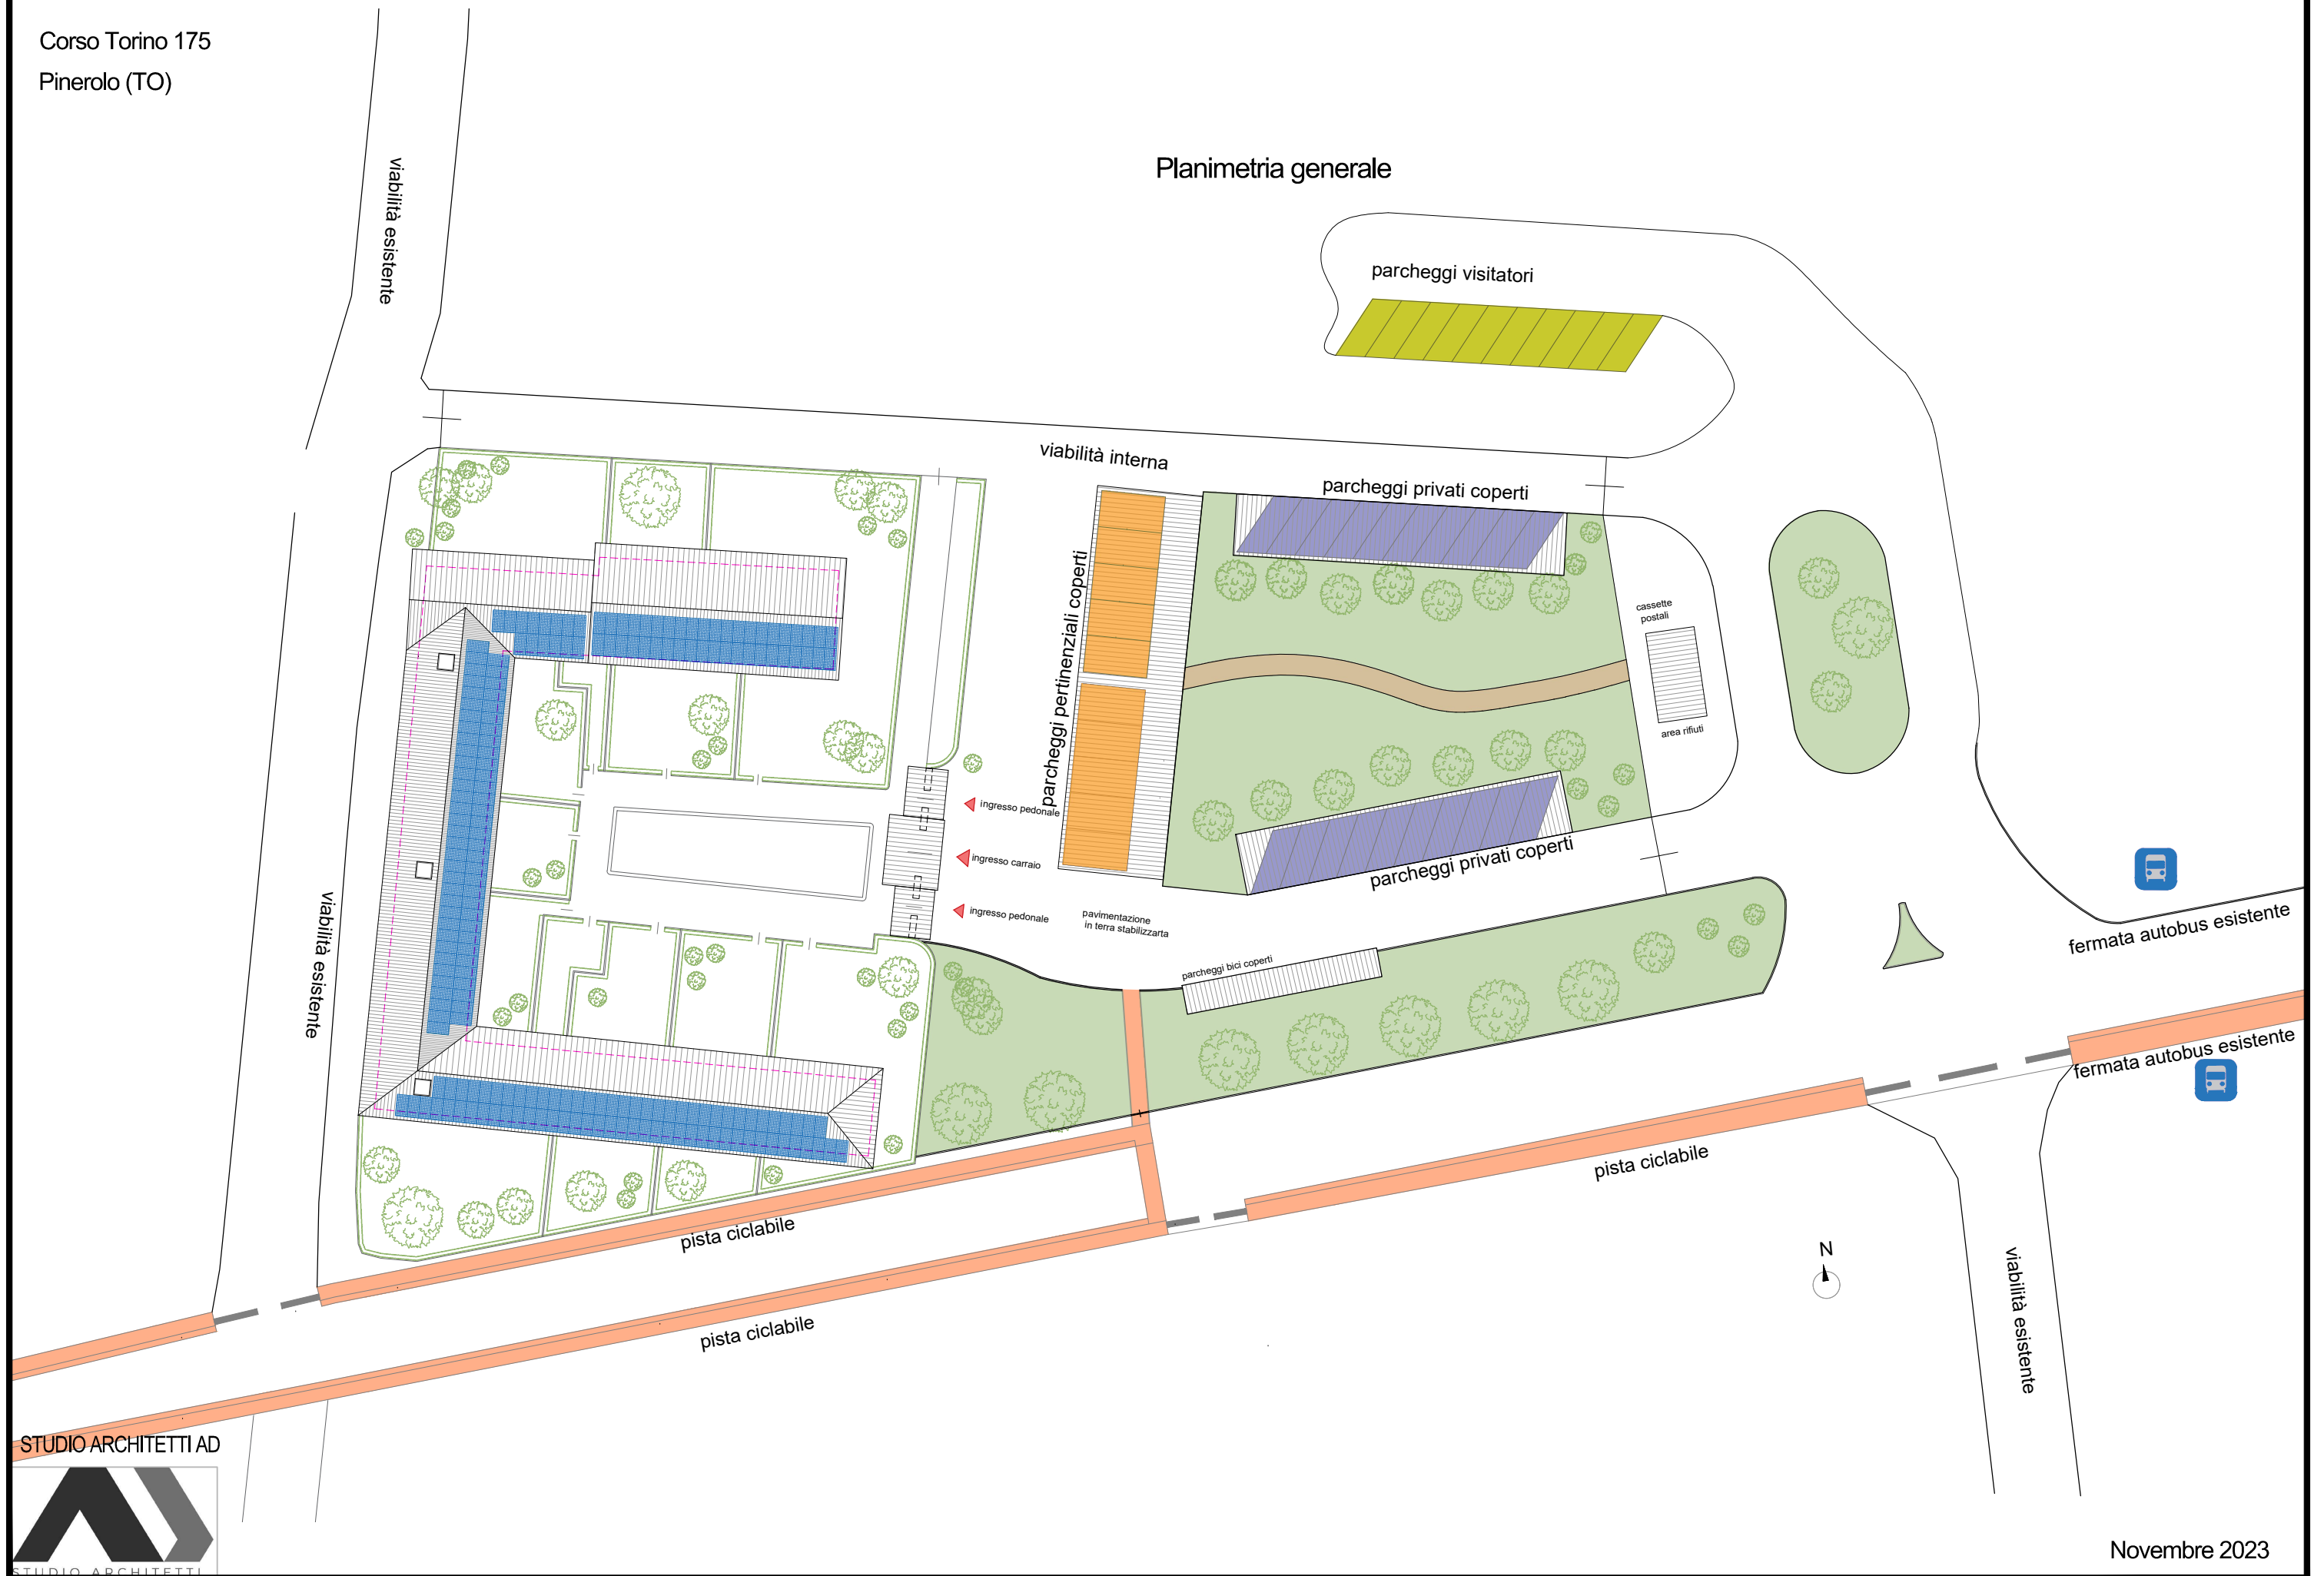 Corso Torino 175
Pinerolo (TO)
Planimetria generale
viabilità esistente
parcheggi visitatori
viabilità interna
parcheggi privati coperti
parcheggi pertinenziali coperti
cassette
postali
area rifiuti
ingresso pedonale
ingresso carraio
ingresso pedonale
pavimentazione
in terra stabilizzarta
parcheggi privati coperti
parcheggi bici coperti
viabilità esistente
fermata autobus esistente
fermata autobus esistente
pista ciclabile
pista ciclabile
pista ciclabile
N
viabilità esistente
STUDIO ARCHITETTI AD
STUDIO ARCHITETTI
Novembre 2023